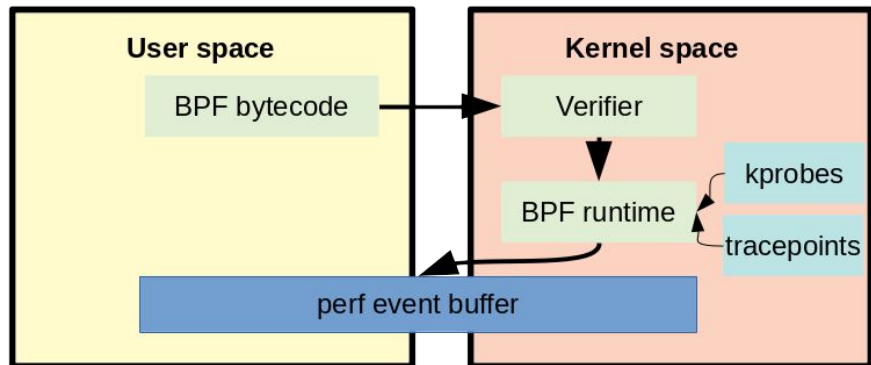 User space
Kernel space
BPF bytecode
Verifier
kprobes
BPF runtime
tracepoints
perf event buffer